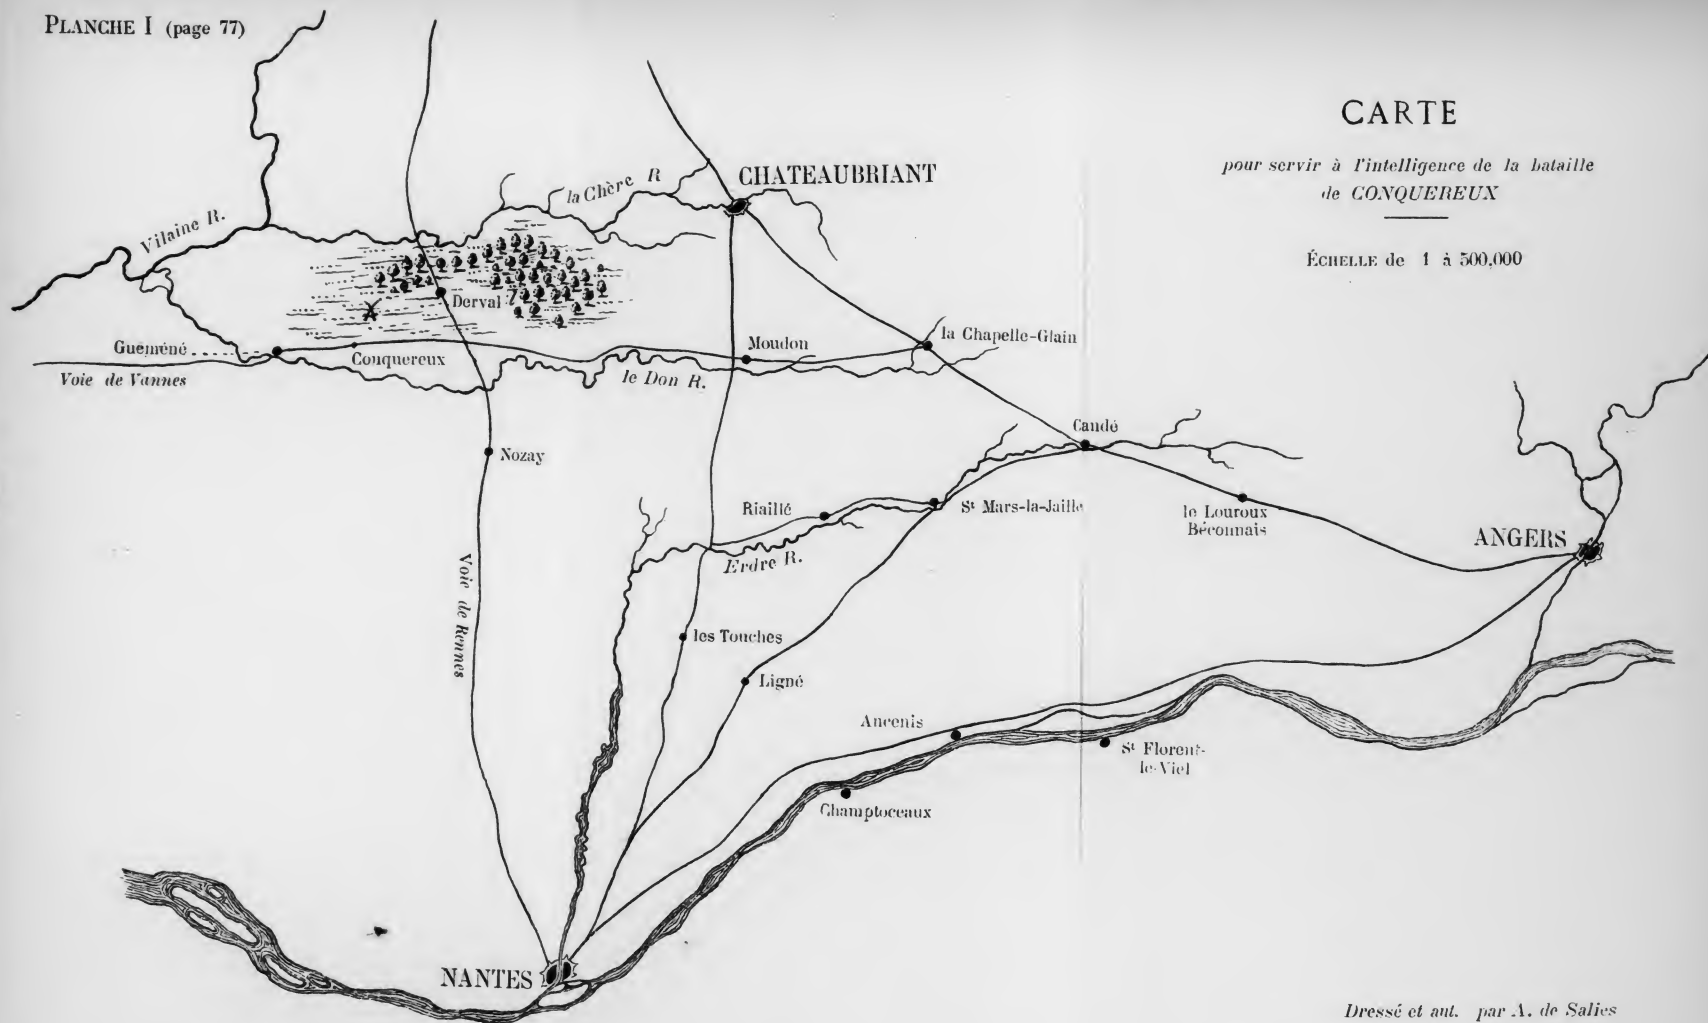 PLANCHE I (page 77)
CARTE
pour servir à l'intelligence de la bataille
de CONQUEREUX
ÉCHELLE de 1 à 500,000
CHATEAUBRIANT
la Chère R
Vilaine R.
Derval
Guéméné
Conquereux
Moudon
la Chapelle-Glain
Voie de Vannes
le Don R.
Candé
Nozay
Riaillé
St Mars-la-Jaille
le Louroux
Béconnais
ANGERS
Erdre R.
Voie de Rennes
les Touches
Ligné
Ancenis
St Florent-
le-Viel
Champtoceaux
NANTES
Dressé et aut. par A. de Salies